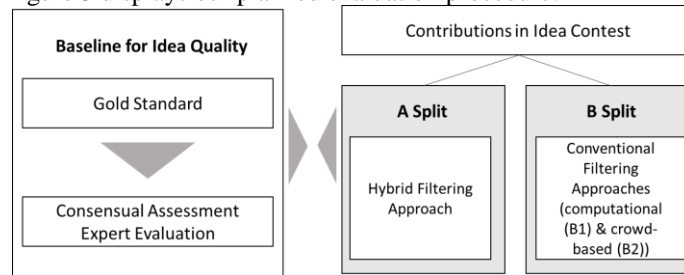 Baseline for Idea Quality
Gold Standard
Consensual Assessment
Expert Evaluation
Contributions in Idea Contest
A Split
Hybrid Filtering
Approach
B Split
Conventional
Filtering
Approaches
(computational
(B1) & crowd-
based (B2))